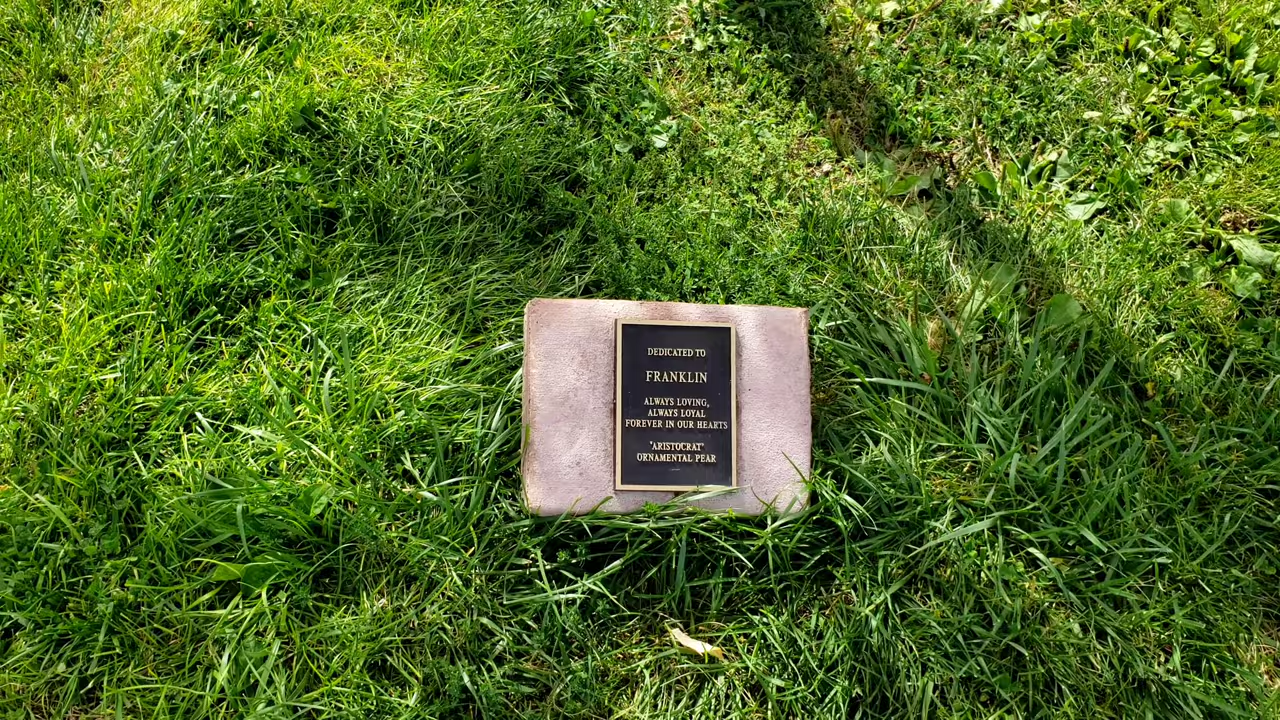 DEDICATED TO
FRANKLIN
ALWAYS LOVING,
ALWAYS LOYAL
FOREVER IN OUR HEARTS
"ARISTOCRAT"
ORNAMENTAL PEAR